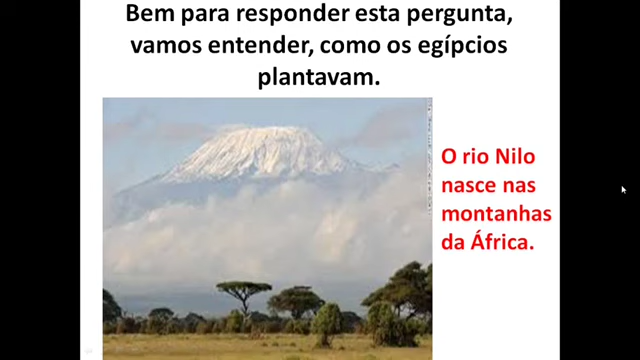 Bem para responder esta pergunta,
vamos entender, como os egípcios
plantavam.
O rio Nilo
nasce nas
montanhas
da África.